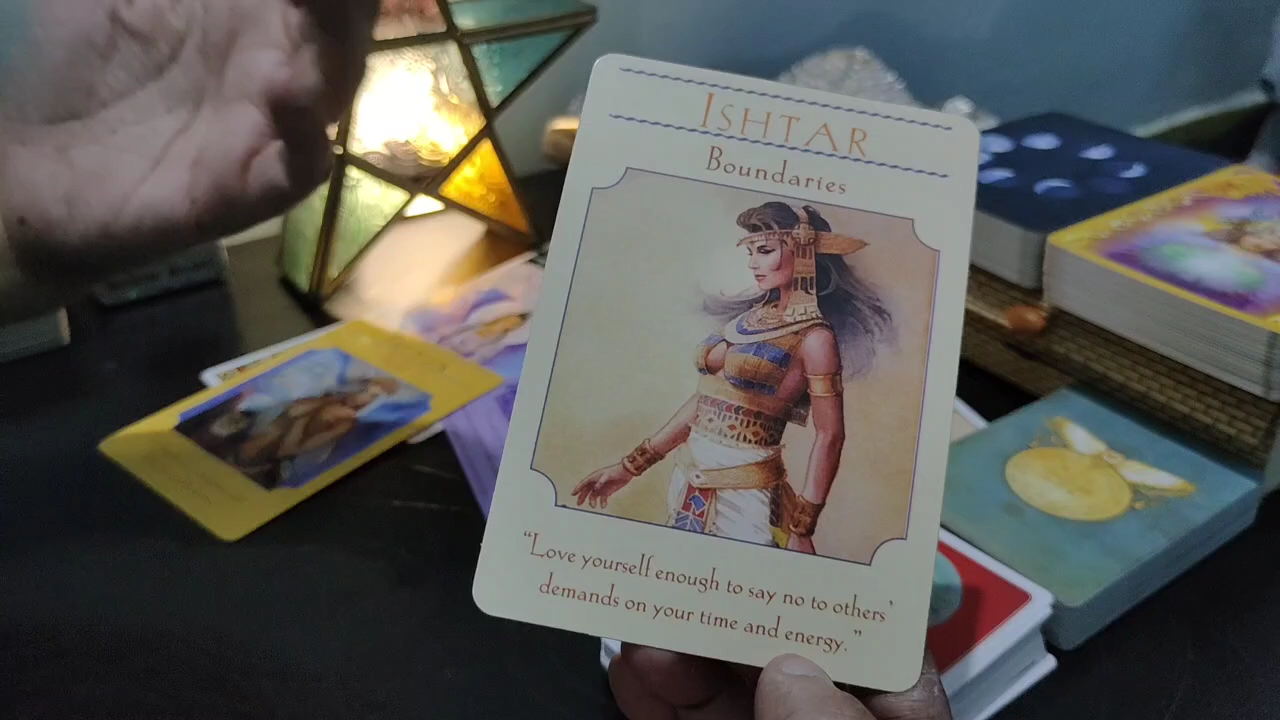 ISHTAR
Boundaries
“Love yourself enough to say no to others’
demands on your time and energy.”